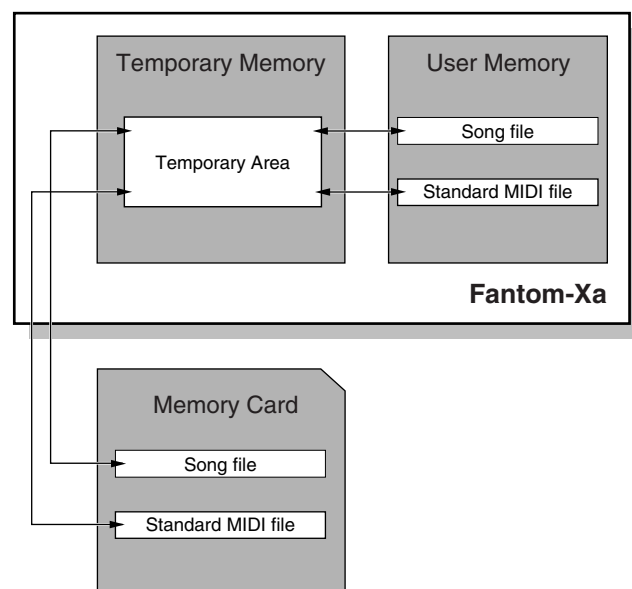 Temporary Memory
User Memory
Temporary Area
Song file
Standard MIDI file
Fantom-Xa
Memory Card
Song file
Standard MIDI file